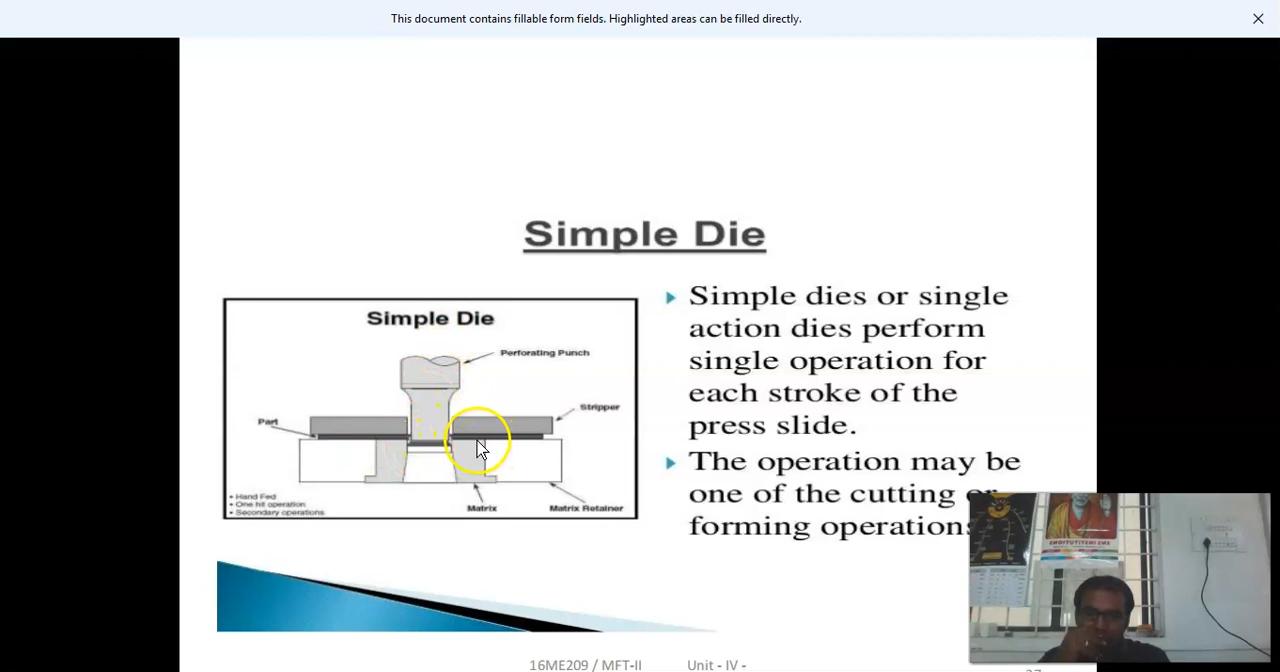 This document contains fillable form fields. Highlighted areas can be filled directly.
Simple Die
Simple Die
Perforating Punch
Stripper
Part
Matrix
Matrix Retainer
• Hand Fed
• One hit operation
• Secondary operations
Simple dies or single
action dies perform
single operation for
each stroke of the
press slide.
The operation may be
one of the cutting or
forming operations
16ME209 / MFT-II Unit - IV -